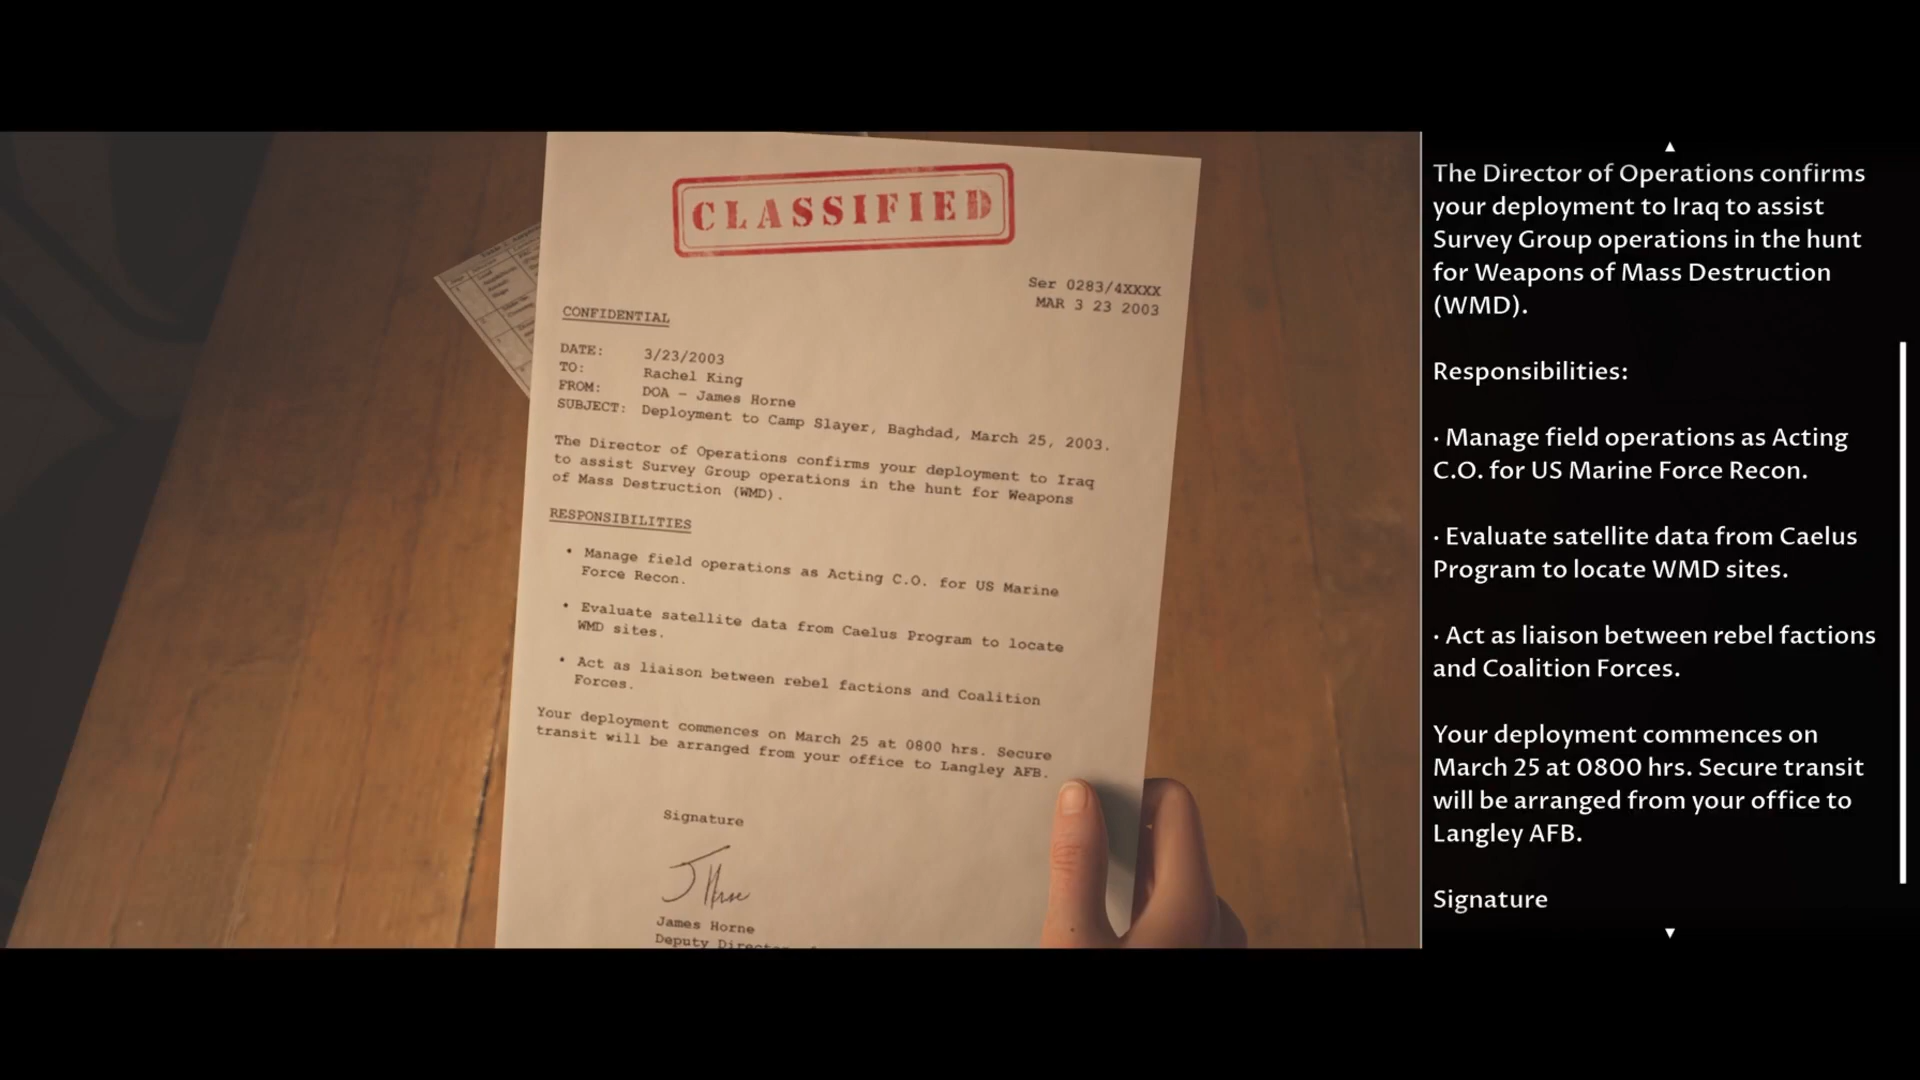 CLASSIFIED
Ser 0283/4XXXX
MAR 3 23 2003
CONFIDENTIAL
DATE: 3/23/2003
TO: Rachel King
FROM: DOA - James Horne
SUBJECT: Deployment to Camp Slayer, Baghdad, March 25, 2003.
The Director of Operations confirms your deployment to Iraq
to assist Survey Group operations in the hunt for Weapons
of Mass Destruction (WMD).
RESPONSIBILITIES
• Manage field operations as Acting C.O. for US Marine
Force Recon.
• Evaluate satellite data from Caelus Program to locate
WMD sites.
• Act as liaison between rebel factions and Coalition
Forces.
Your deployment commences on March 25 at 0800 hrs. Secure
transit will be arranged from your office to Langley AFB.
Signature
J Horne
James Horne
Deputy
The Director of Operations confirms
your deployment to Iraq to assist
Survey Group operations in the hunt
for Weapons of Mass Destruction
(WMD).
Responsibilities:
· Manage field operations as Acting
C.O. for US Marine Force Recon.
· Evaluate satellite data from Caelus
Program to locate WMD sites.
· Act as liaison between rebel factions
and Coalition Forces.
Your deployment commences on
March 25 at 0800 hrs. Secure transit
will be arranged from your office to
Langley AFB.
Signature